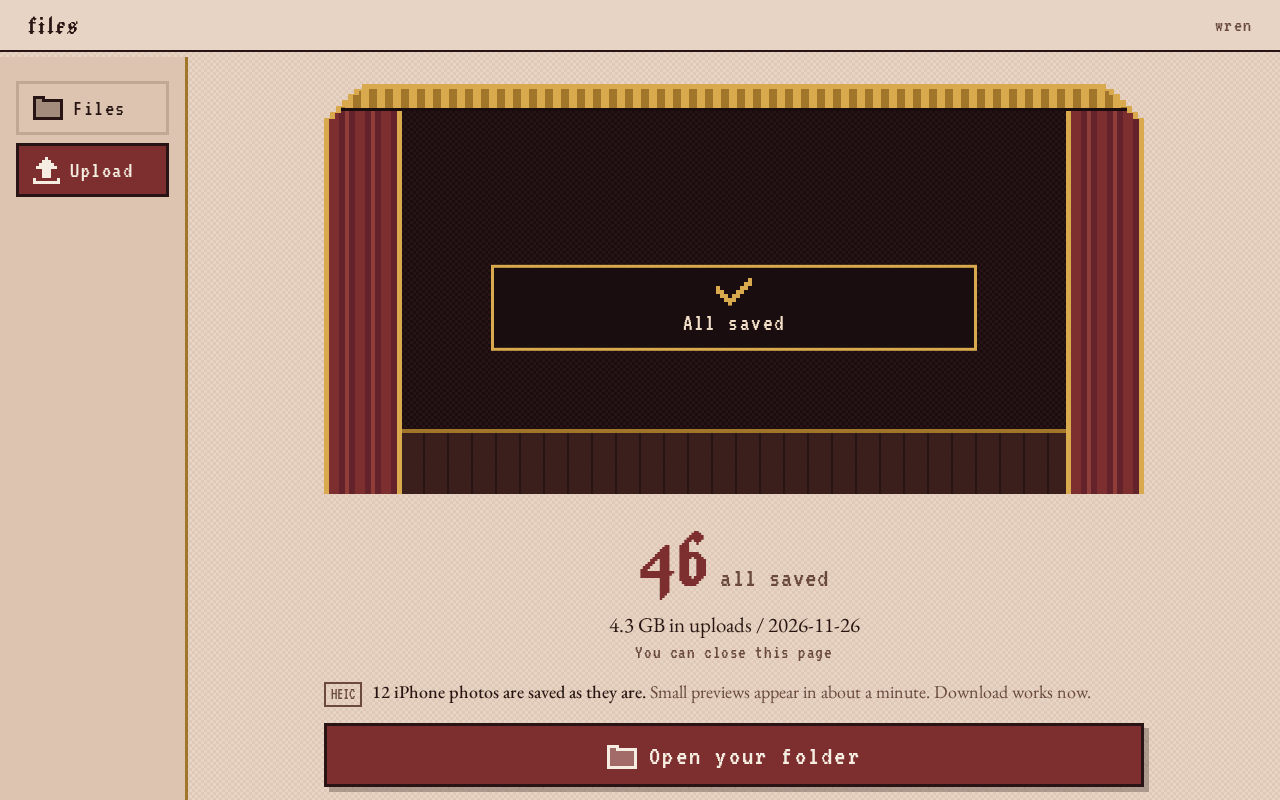 files
wren
Files
Upload
All saved
46 all saved
4.3 GB in uploads / 2026-11-26
You can close this page
HEIC 12 iPhone photos are saved as they are. Small previews appear in about a minute. Download works now.
Open your folder